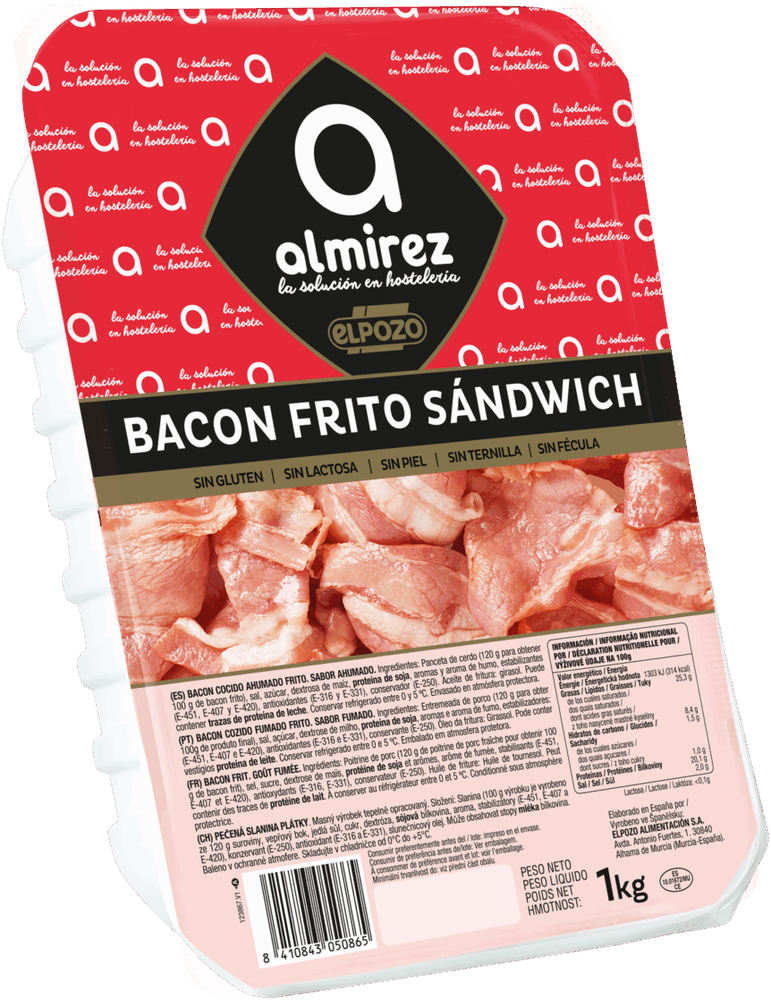 almirez
la solución en hostelería
ELPOZO
la solución
en hostelería
BACON FRITO SÁNDWICH
SIN GLUTEN | SIN LACTOSA | SIN PIEL | SIN TERNILLA | SIN FÉCULA
(ES) BACON COCIDO AHUMADO FRITO. SABOR AHUMADO. Ingredientes: Panceta de cerdo (120 g para obtener
100 g de bacon frito), sal, azúcar, dextrosa de maíz, proteína de soja, aromas y aroma de humo, estabilizantes
(E-451, E-407 y E-420), antioxidantes (E-316 y E-331), conservador (E-250). Aceite de fritura: girasol. Puede
contener trazas de proteína de leche. Conservar refrigerado entre 0 y 5 °C. Envasado en atmósfera protectora.
(PT) BACON COZIDO FUMADO FRITO. SABOR FUMADO. Ingredientes: Entremeada de porco (120 g para obter
100g de produto final), sal, açúcar, dextrose de milho, proteína de soja, aromas e aroma de fumo, estabilizadores:
(E-451, E-407 e E-420), antioxidantes (E-316 e E-331), conservante (E-250). Óleo de fritura: Girassol. Pode conter
vestígios proteína de leite. Conservar refrigerado entre 0 e 5 °C. Embalado em atmosfera protetora.
(FR) BACON FRIT. GOÛT FUMÉE. Ingrédients: Poitrine de porc (120 g de poitrine de porc fraîche pour obtenir 100
g de bacon frit), sel, sucre, dextrose de maïs, protéine de soja et arômes, arôme de fumée, stabilisants (E-451,
E-407 et E-420), antioxydants (E-316, E-331), conservateur (E-250). Huile de friture: Huile de tournesol. Peut
contenir des traces de protéine de lait. A conserver au réfrigérateur entre 0 et 5 °C. Conditionné sous atmosphère
protectrice.
(CH) PEČENÁ SLANINA PLÁTKY. Masný výrobek tepelně opracovaný. Složení: Slanina (100 g výrobku je vyrobeno
ze 120 g suroviny, vepřový bok, jedlá sůl, cukr, dextróza, sójová bílkovina, aroma, stabilizátory (E-451, E-407 a
E-420), konzervant (E-250), antioxidant (E-316 a E-331), slunečnicový olej. Může obsahovat stopy mléka bílkovina.
Baleno v ochranné atmofere. Skladujte v chladničce od 0°C do +5°C.
Consumir preferentemente antes del / lote: impreso en el envase.
Consumir de preferência antes de/lote: Ver embalagem.
A consommer de préférence avant et lot: voir l'emballage.
Minimální trvanlivost do: viz přední část obalu.
INFORMACIÓN / INFORMAÇÃO NUTRICIONAL
POR / DÉCLARATION NUTRITIONELLE POUR /
VÝŽIVOVÉ ÚDAJE NA 100g
Valor energético / Energia
Energie / Energetická hodnota 1303 kJ (314 kcal)
Grasas / Lípidos / Graisses / Tuky 25,3 g
de los cuales saturados /
dos quais saturados /
dont acides gras saturés /
z toho nasycené mastné kyseliny 8,4 g
Hidratos de carbono / Glucides / 1,5 g
Sacharidy
de los cuales azúcares /
dos quais açúcares /
dont sucres / z toho cukry 1,0 g
Proteínas / Protéines / Bílkoviny 20,1 g
Sal / Sel / Sůl 2,0 g
Lactosa / Lactose / Laktóza: <0,1g
Elaborado en España por /
Vyrobeno ve Španělsku:
ELPOZO ALIMENTACIÓN S.A.
Avda. Antonio Fuertes, 1. 30840
Alhama de Murcia (Murcia-España).
PESO NETO
PESO LIQUIDO
POIDS NET
HMOTNOST:
1kg
ES
10.01672/MU
CE
8 410843 050865